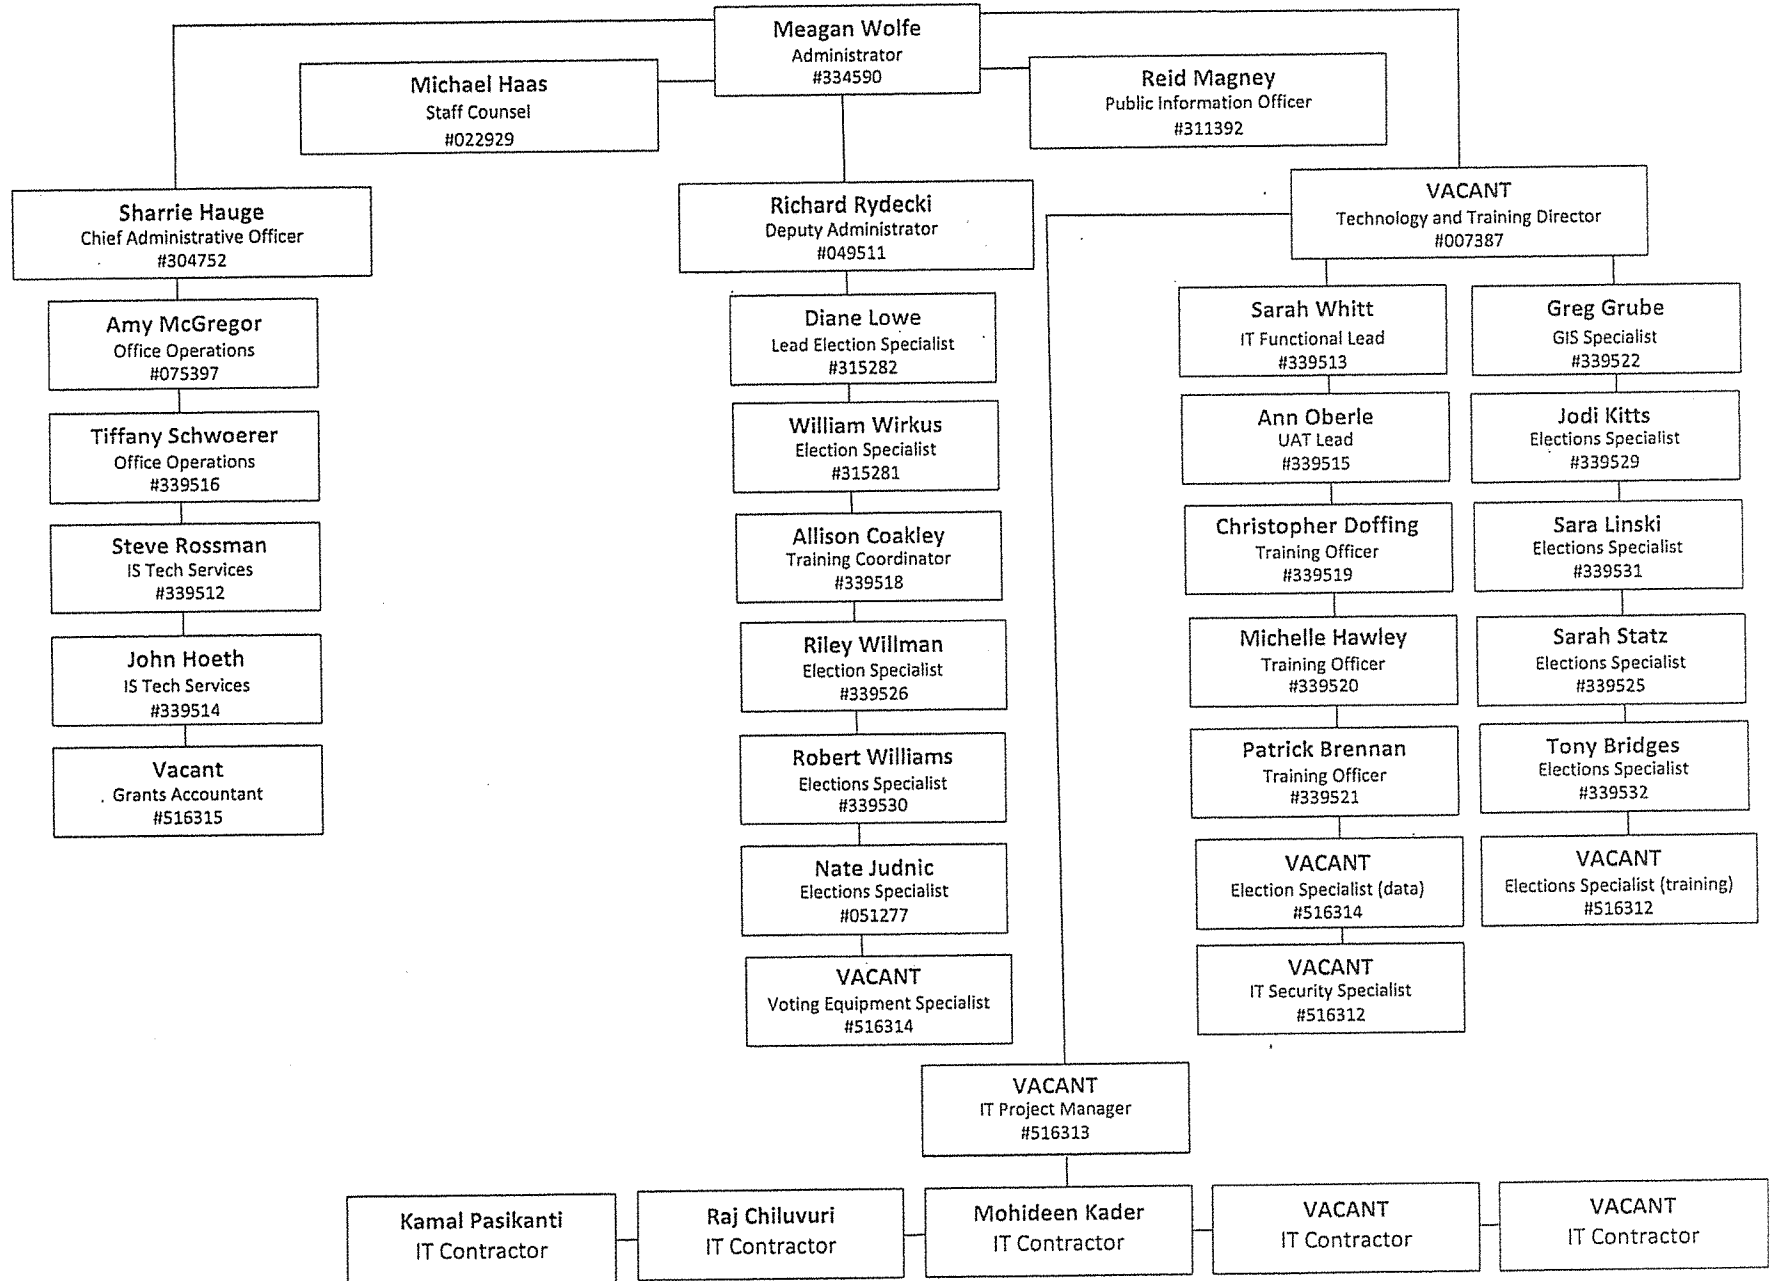 Meagan Wolfe
Administrator
#334590
Michael Haas
Staff Counsel
#022929
Reid Magney
Public Information Officer
#311392
Sharrie Hauge
Chief Administrative Officer
#304752
Richard Rydecki
Deputy Administrator
#049511
VACANT
Technology and Training Director
#007387
Amy McGregor
Office Operations
#075397
Tiffany Schwoerer
Office Operations
#339516
Steve Rossman
IS Tech Services
#339512
John Hoeth
IS Tech Services
#339514
Vacant
Grants Accountant
#516315
Diane Lowe
Lead Election Specialist
#315282
William Wirkus
Election Specialist
#315281
Allison Coakley
Training Coordinator
#339518
Riley Willman
Election Specialist
#339526
Robert Williams
Elections Specialist
#339530
Nate Judnic
Elections Specialist
#051277
VACANT
Voting Equipment Specialist
#516314
Sarah Whitt
IT Functional Lead
#339513
Ann Oberle
UAT Lead
#339515
Christopher Doffing
Training Officer
#339519
Michelle Hawley
Training Officer
#339520
Patrick Brennan
Training Officer
#339521
VACANT
Election Specialist (data)
#516314
VACANT
IT Security Specialist
#516312
Greg Grube
GIS Specialist
#339522
Jodi Kitts
Elections Specialist
#339529
Sara Linski
Elections Specialist
#339531
Sarah Statz
Elections Specialist
#339525
Tony Bridges
Elections Specialist
#339532
VACANT
Elections Specialist (training)
#516312
VACANT
IT Project Manager
#516313
Kamal Pasikanti
IT Contractor
Raj Chiluvuri
IT Contractor
Mohideen Kader
IT Contractor
VACANT
IT Contractor
VACANT
IT Contractor